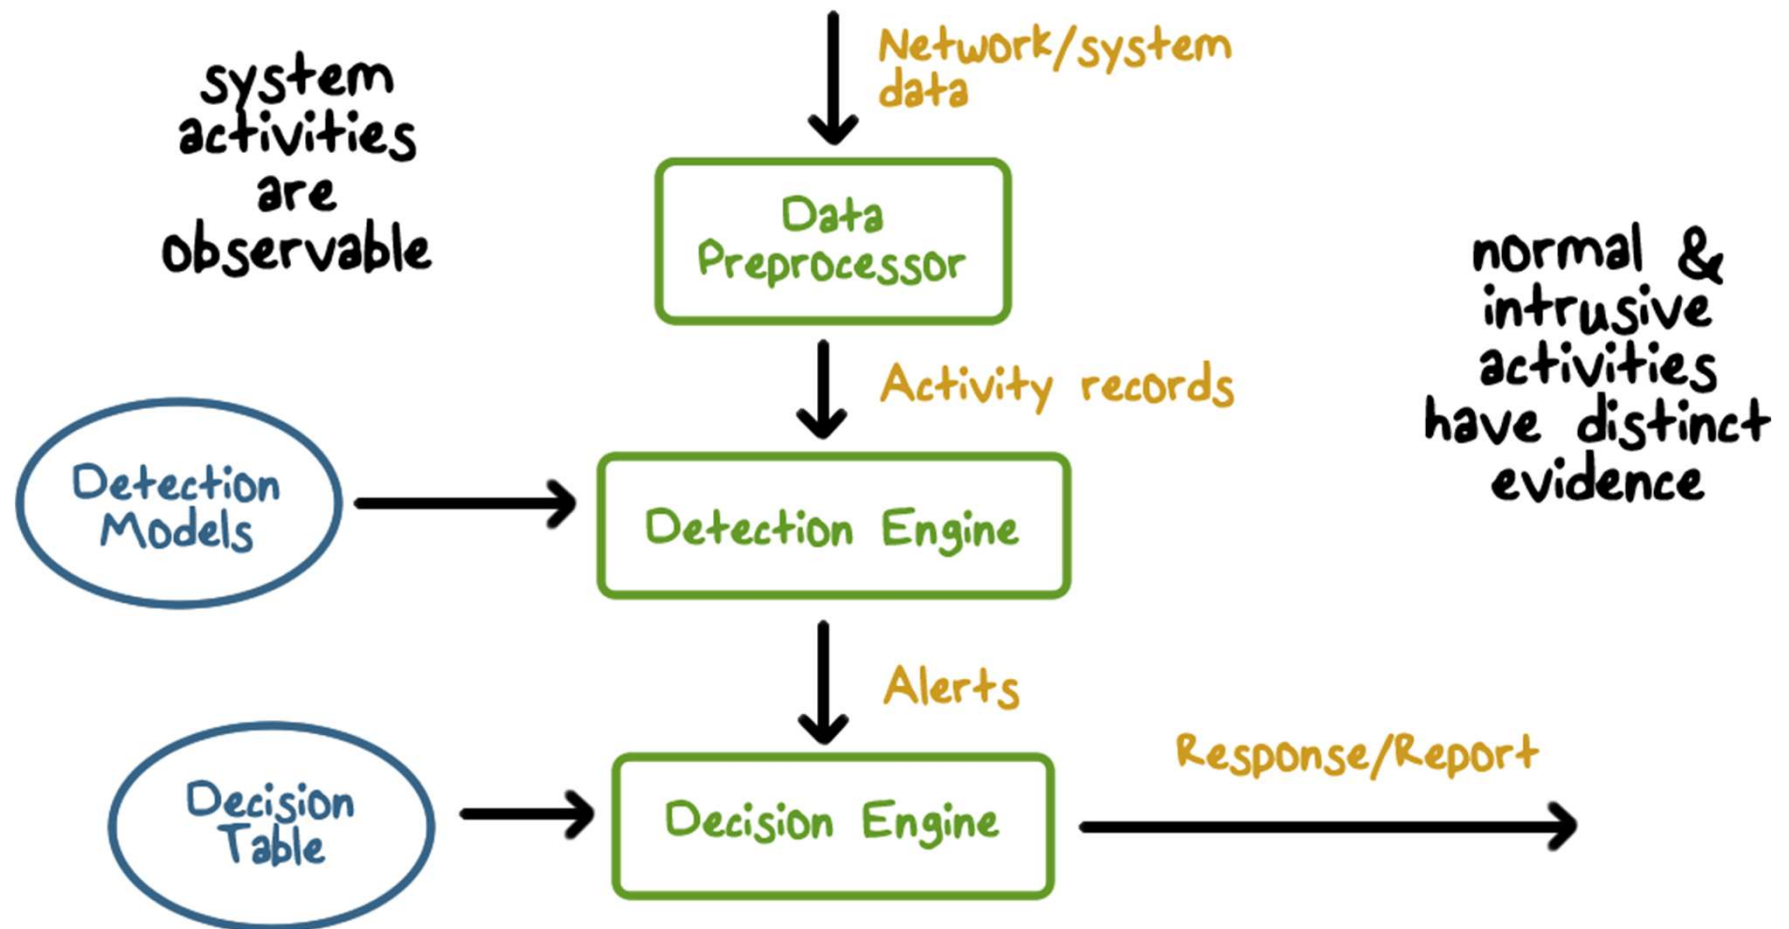 Network/system
data
system
activities
are
observable
Data
Preprocessor
normal &
intrusive
activities
have distinct
evidence
Activity records
Detection
Models
Detection Engine
Alerts
Response/Report
Decision
Table
Decision Engine